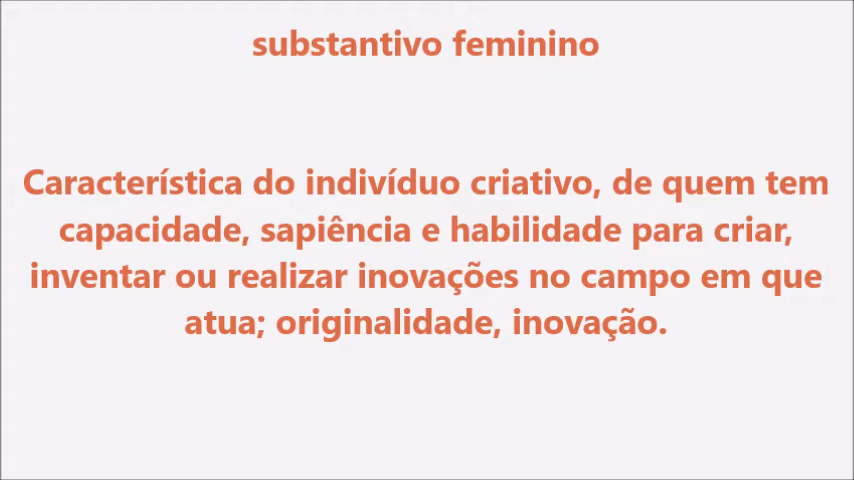 substantivo feminino
Característica do indivíduo criativo, de quem tem
capacidade, sapiência e habilidade para criar,
inventar ou realizar inovações no campo em que
atua; originalidade, inovação.